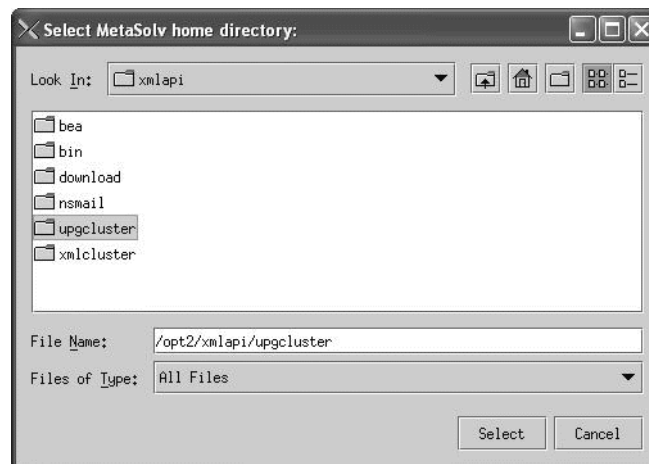 Select MetaSolv home directory:
Look In: xmlapi
bea
bin
download
nsmail
upgcluster
xmlcluster
File Name: /opt2/xmlapi/upgcluster
Files of Type: All Files
Select Cancel